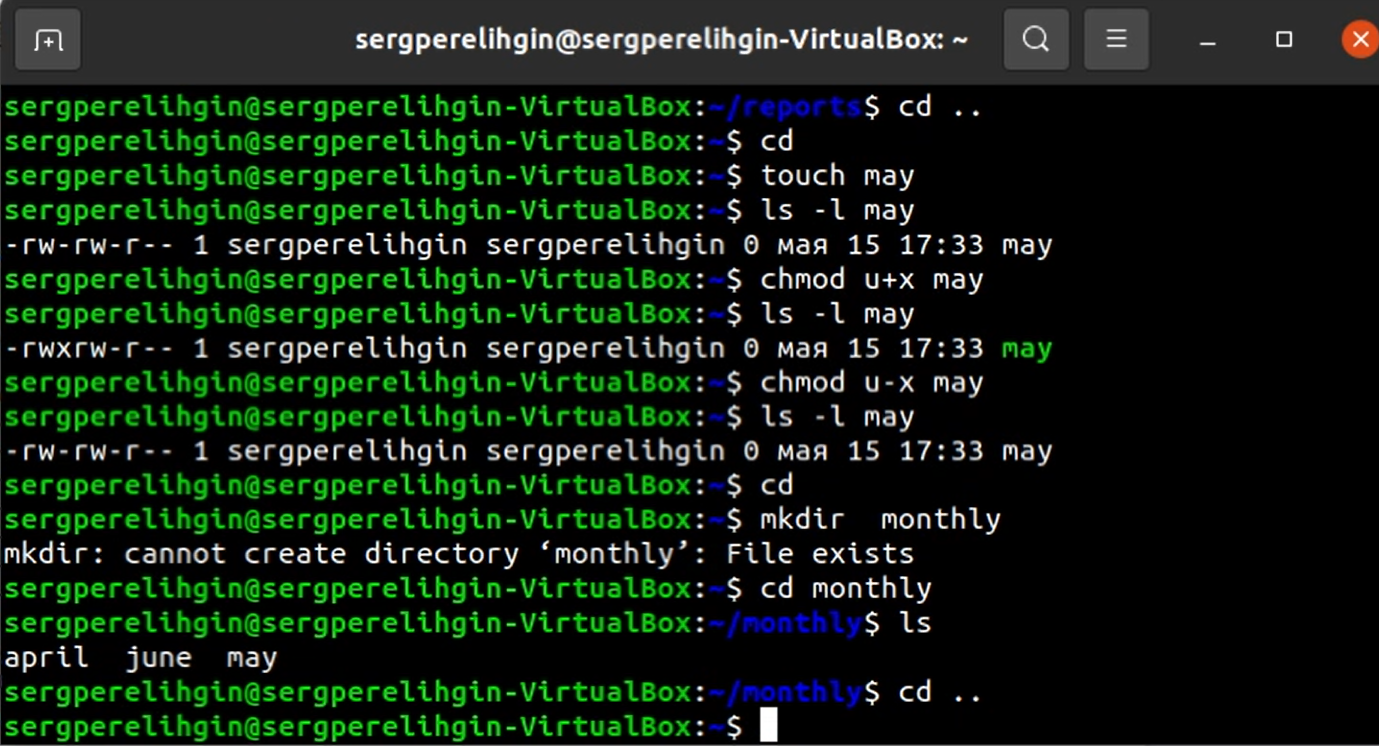 sergperelihgin@sergperelihgin-VirtualBox: ~
sergperelihgin@sergperelihgin-VirtualBox:~/reports$ cd ..
sergperelihgin@sergperelihgin-VirtualBox:~$ cd
sergperelihgin@sergperelihgin-VirtualBox:~$ touch may
sergperelihgin@sergperelihgin-VirtualBox:~$ ls -l may
-rw-rw-r-- 1 sergperelihgin sergperelihgin 0 мая 15 17:33 may
sergperelihgin@sergperelihgin-VirtualBox:~$ chmod u+x may
sergperelihgin@sergperelihgin-VirtualBox:~$ ls -l may
-rwxrw-r-- 1 sergperelihgin sergperelihgin 0 мая 15 17:33 may
sergperelihgin@sergperelihgin-VirtualBox:~$ chmod u-x may
sergperelihgin@sergperelihgin-VirtualBox:~$ ls -l may
-rw-rw-r-- 1 sergperelihgin sergperelihgin 0 мая 15 17:33 may
sergperelihgin@sergperelihgin-VirtualBox:~$ cd
sergperelihgin@sergperelihgin-VirtualBox:~$ mkdir  monthly
mkdir: cannot create directory ‘monthly’: File exists
sergperelihgin@sergperelihgin-VirtualBox:~$ cd monthly
sergperelihgin@sergperelihgin-VirtualBox:~/monthly$ ls
april  june  may
sergperelihgin@sergperelihgin-VirtualBox:~/monthly$ cd ..
sergperelihgin@sergperelihgin-VirtualBox:~$